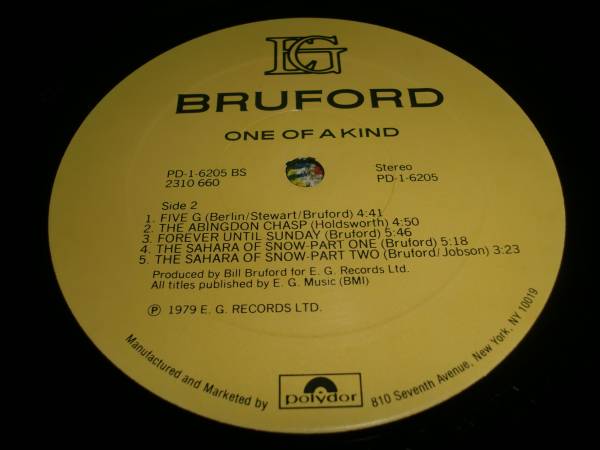 EG
BRUFORD
ONE OF A KIND
PD-1-6205 BS
2310 660
Stereo
PD-1-6205
Side 2
1. FIVE G (Berlin/Stewart/Bruford) 4:41
2. THE ABINGDON CHASP (Holdsworth) 4:50
3. FOREVER UNTIL SUNDAY (Bruford) 5:46
4. THE SAHARA OF SNOW-PART ONE (Bruford) 5:18
5. THE SAHARA OF SNOW-PART TWO (Bruford/Jobson) 3:23
Produced by Bill Bruford for E. G. Records Ltd.
All titles published by E. G. Music (BMI)
℗ 1979 E. G. RECORDS LTD.
Manufactured and Marketed by polydor 810 Seventh Avenue, New York, NY 10019